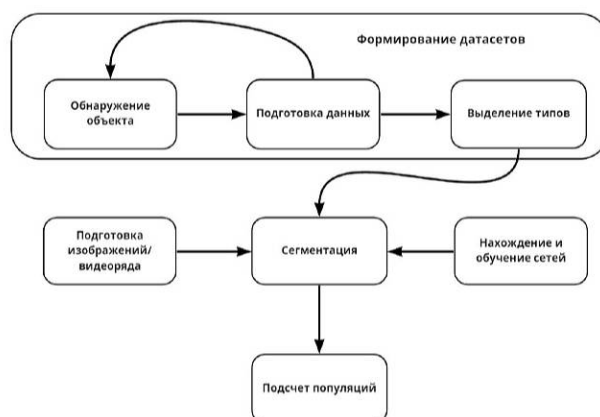 Формирование датасетов
Обнаружение
объекта
Подготовка данных
Выделение типов
Подготовка
изображений/
видеоряда
Сегментация
Нахождение и
обучение сетей
Подсчет популяций